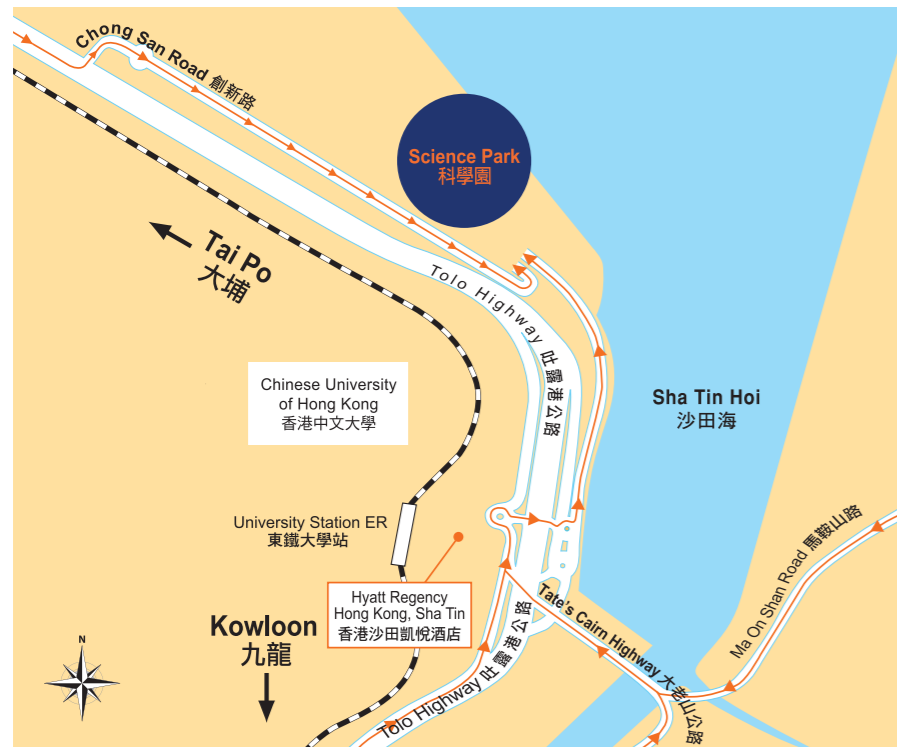 Chong San Road 創新路
Science Park
科學園
Tai Po
大埔
Tolo Highway 吐露港公路
Chinese University
of Hong Kong
香港中文大學
Sha Tin Hoi
沙田海
University Station ER
東鐵大學站
Hyatt Regency
Hong Kong, Sha Tin
香港沙田凱悅酒店
Kowloon
九龍
N
Tolo Highway 吐露港公路
Tate's Cairn Highway 大老山公路
Ma On Shan Road 馬鞍山路